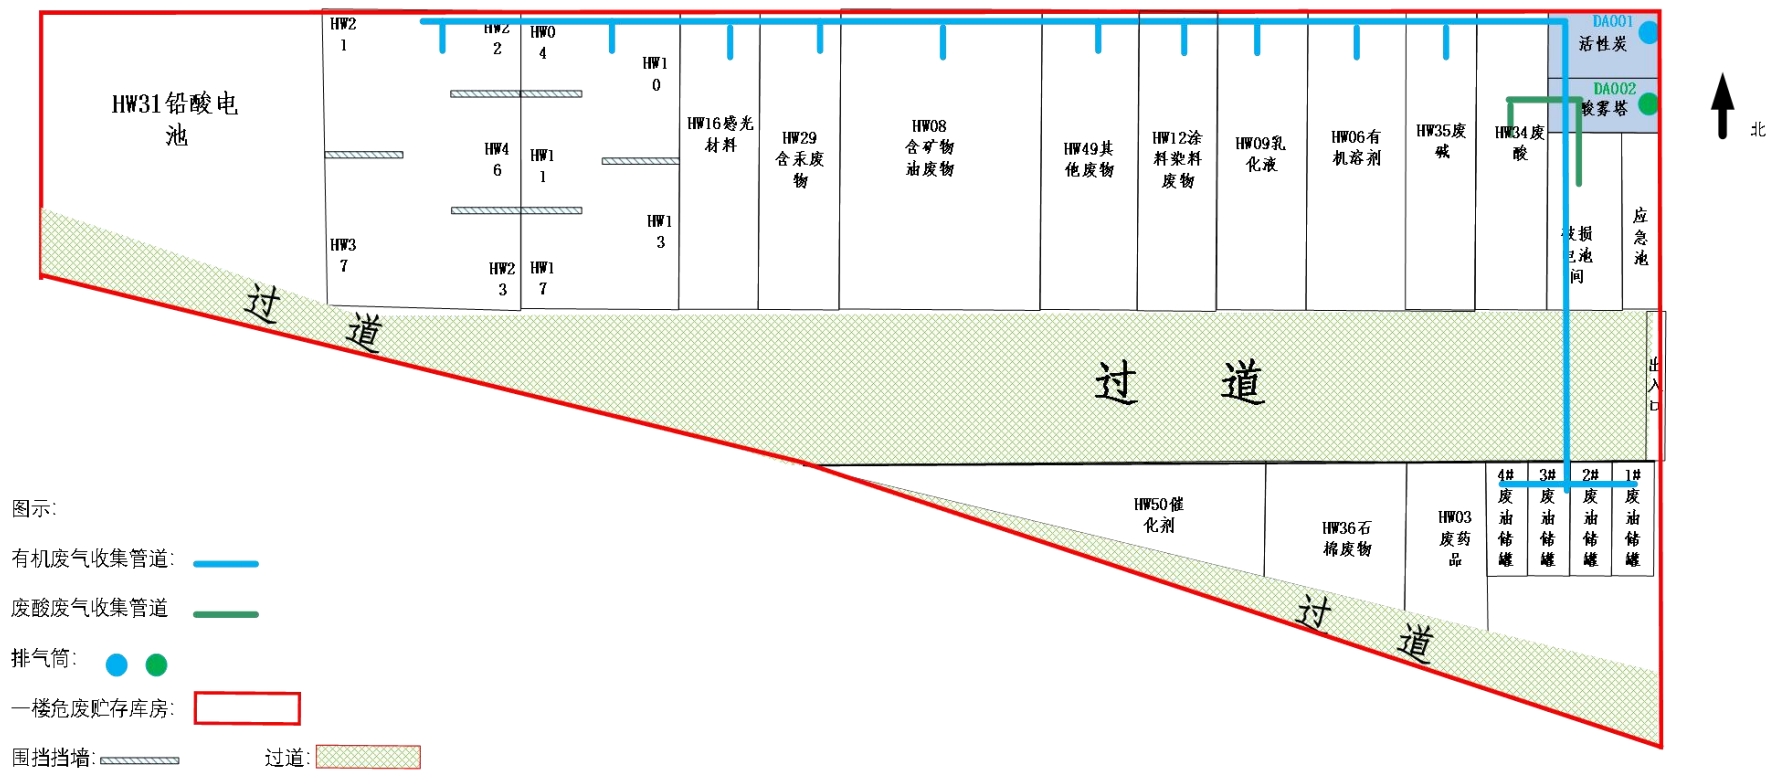 HW31铅酸电
池
HW2
1
HW2
2
HW4
6
HW3
7
HW2
3
HW0
4
HW1
0
HW1
1
HW1
3
HW1
7
HW16感光
材料
HW29
含汞废
物
HW08
含矿物
油废物
HW49其
他废物
HW12涂
料染料
废物
HW09乳
化液
HW06有
机溶剂
HW35废
碱
HW34废
酸
DA001
活性炭
DA002
酸雾塔
破损
电池
间
应
急
池
北
过道
过道
出
入
口
HW50催
化剂
HW36石
棉废物
HW03
废药
品
4#
废
油
储
罐
3#
废
油
储
罐
2#
废
油
储
罐
1#
废
油
储
罐
过道
图示:
有机废气收集管道:
废酸废气收集管道
排气筒:
一楼危废贮存库房:
围挡挡墙:
过道: